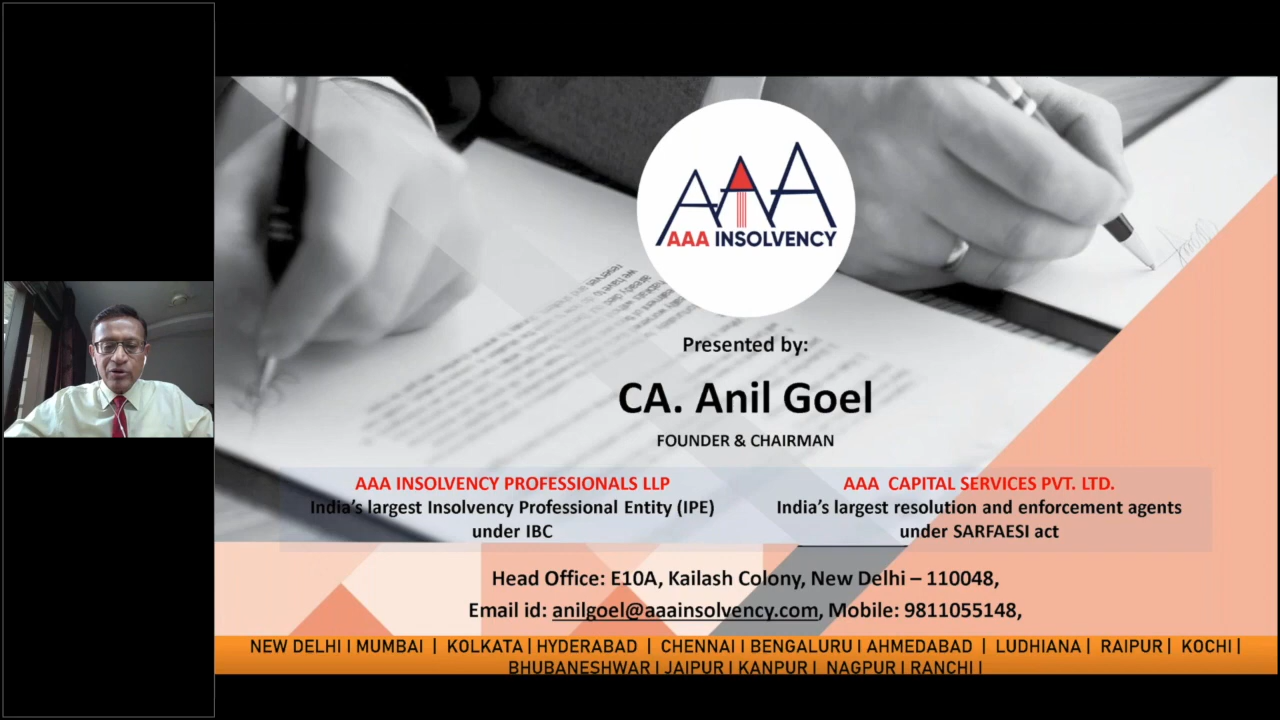 AAA INSOLVENCY
Presented by:
CA. Anil Goel
FOUNDER & CHAIRMAN
AAA INSOLVENCY PROFESSIONALS LLP
India's largest Insolvency Professional Entity (IPE)
under IBC
AAA CAPITAL SERVICES PVT. LTD.
India's largest resolution and enforcement agents
under SARFAESI act
Head Office: E10A, Kailash Colony, New Delhi – 110048,
Email id: anilgoel@aaainsolvency.com, Mobile: 9811055148,
NEW DELHI I MUMBAI | KOLKATA | HYDERABAD | CHENNAI I BENGALURU I AHMEDABAD | LUDHIANA | RAIPUR | KOCHI |
BHUBANESHWAR I JAIPUR I KANPUR | NAGPUR I RANCHI I